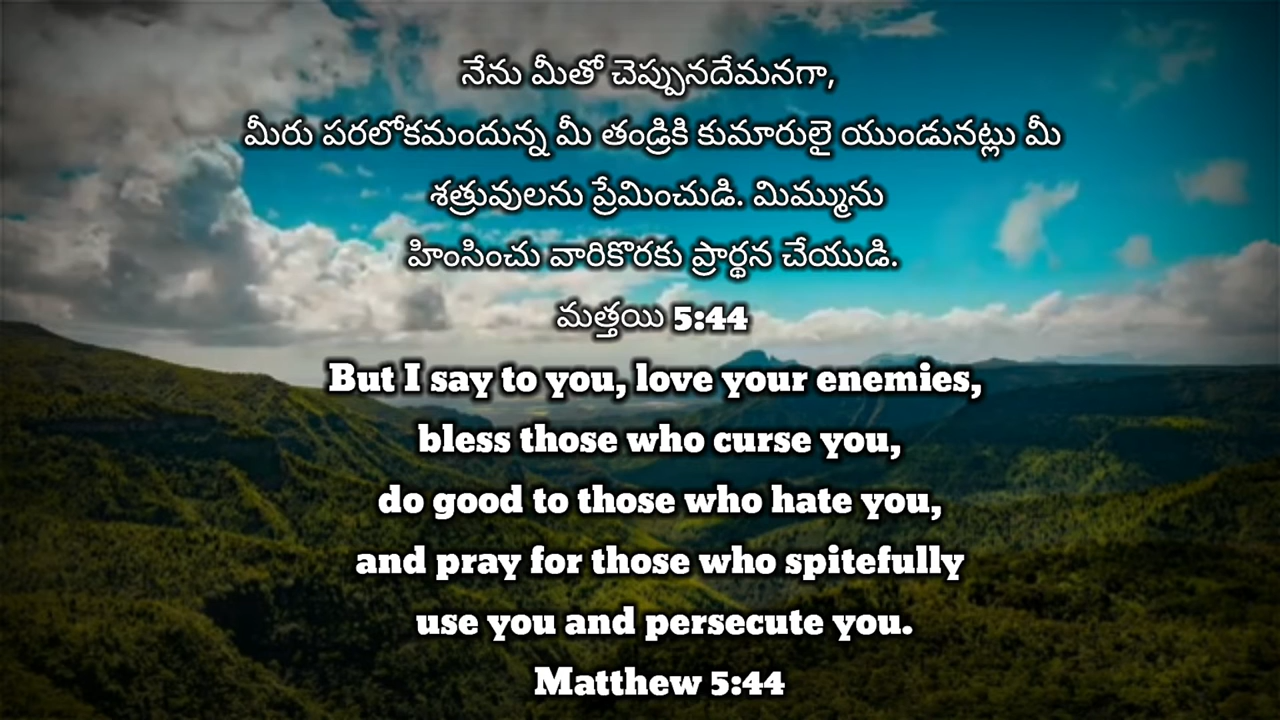 నేను మీతో చెప్పునదేమనగా,
మీరు పరలోకమందున్న మీ తండ్రికి కుమారులై యుండునట్లు మీ
శత్రువులను ప్రేమించుడి. మిమ్మును
హింసించు వారికొరకు ప్రార్థన చేయుడి.
మత్తయి 5:44
But I say to you, love your enemies,
bless those who curse you,
do good to those who hate you,
and pray for those who spitefully
use you and persecute you.
Matthew 5:44